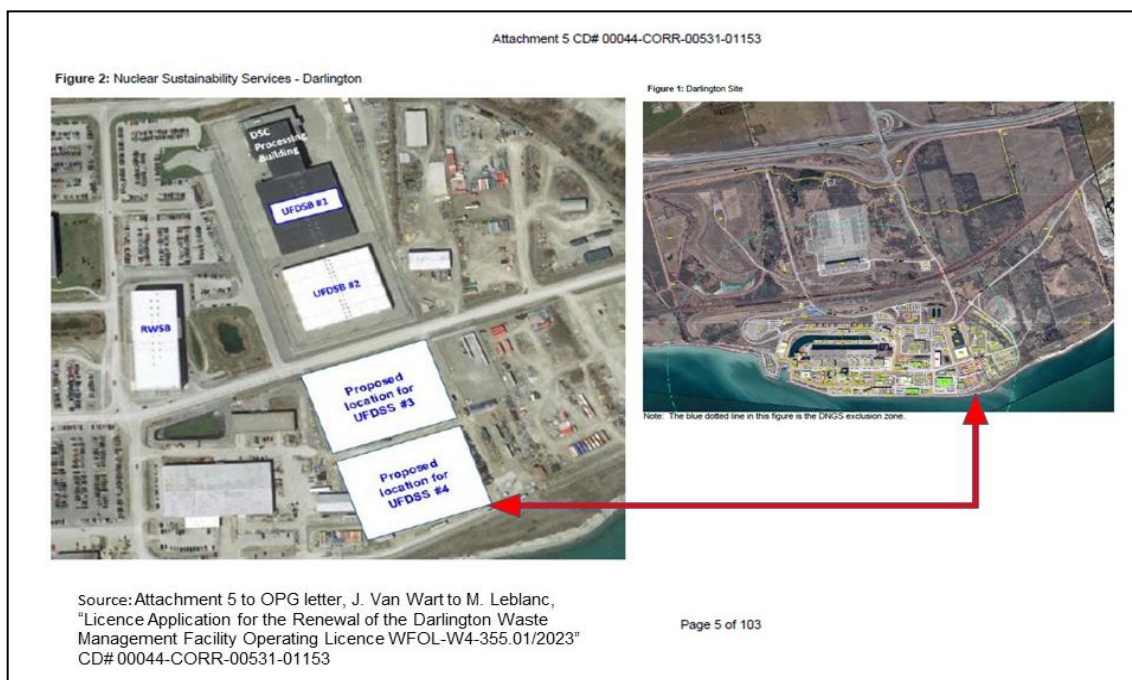 Attachment 5 CD# 00044-CORR-00531-01153
Figure 2: Nuclear Sustainability Services - Darlington
DSC
Processing
Building
UFDSB #1
UFDSB #2
RWSB
Proposed
location for
UFDSS #3
Proposed
location for
UFDSS #4
Figure 1: Darlington Site
Note: The blue dotted line in this figure is the DNGS exclusion zone.
Source: Attachment 5 to OPG letter, J. Van Wart to M. Leblanc,
“Licence Application for the Renewal of the Darlington Waste
Management Facility Operating Licence WFOL-W4-355.01/2023”
CD# 00044-CORR-00531-01153
Page 5 of 103